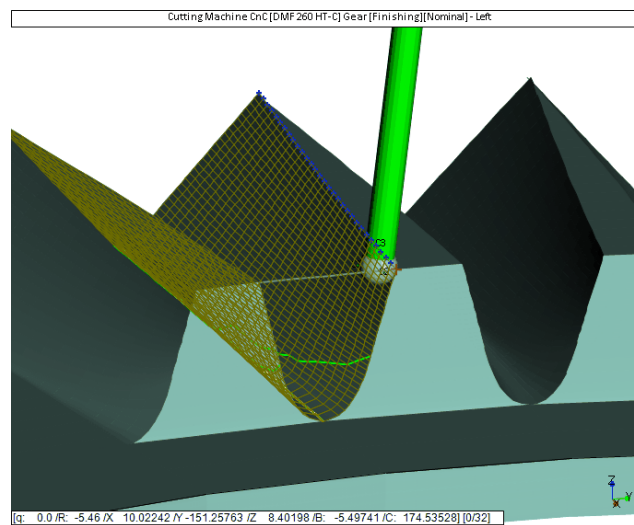 Cutting Machine CnC [DMF 260 HT-C] Gear [Finishing][Nominal] - Left
C3
Z
Y
X
[q: 0.0 /R: -5.46 /X 10.02242 /Y -151.25763 /Z 8.40198 /B: -5.49741 /C: 174.53528] [0/32]